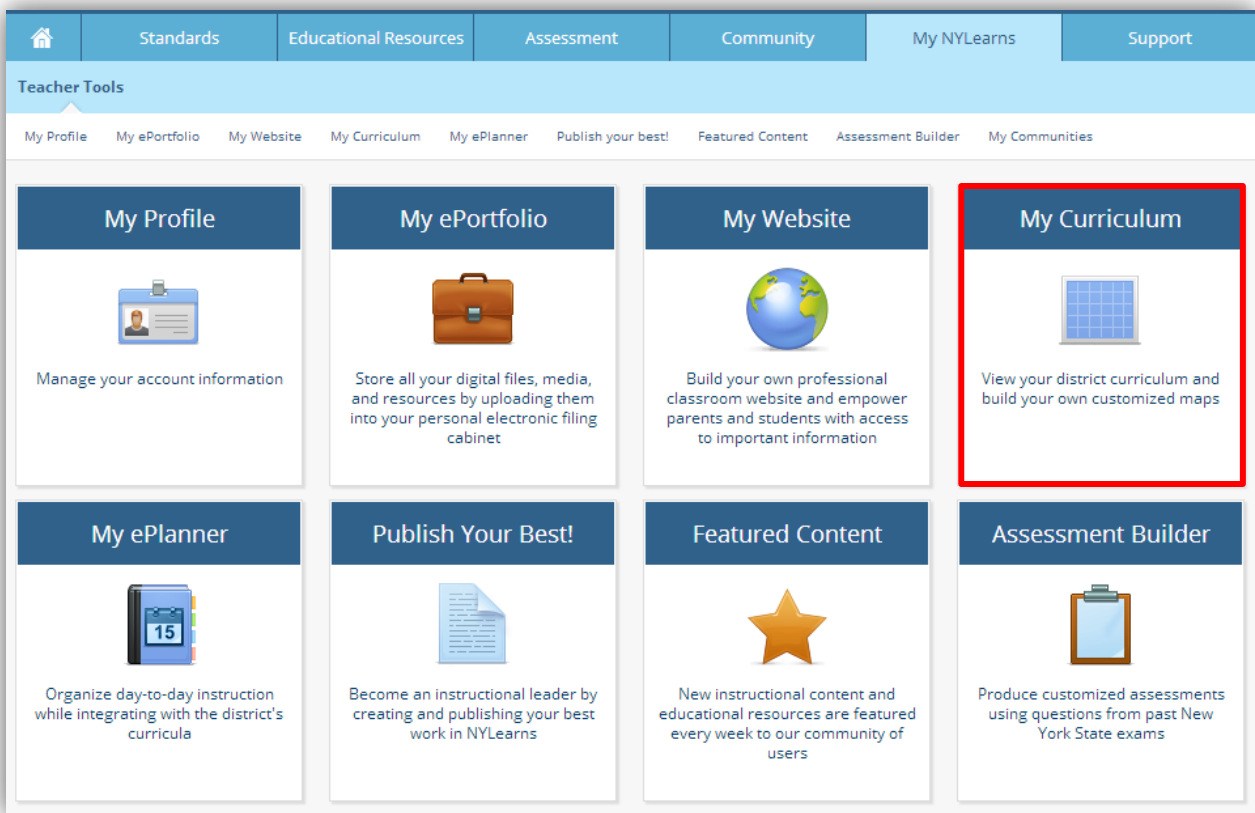 Standards
Educational Resources
Assessment
Community
My NYLearns
Support
Teacher Tools
My Profile
My ePortfolio
My Website
My Curriculum
My ePlanner
Publish your best!
Featured Content
Assessment Builder
My Communities
My Profile
Manage your account information
My ePortfolio
Store all your digital files, media,
and resources by uploading them
into your personal electronic filing
cabinet
My Website
Build your own professional
classroom website and empower
parents and students with access
to important information
My Curriculum
View your district curriculum and
build your own customized maps
My ePlanner
15
Organize day-to-day instruction
while integrating with the district's
curricula
Publish Your Best!
Become an instructional leader by
creating and publishing your best
work in NYLearns
Featured Content
New instructional content and
educational resources are featured
every week to our community of
users
Assessment Builder
Produce customized assessments
using questions from past New
York State exams